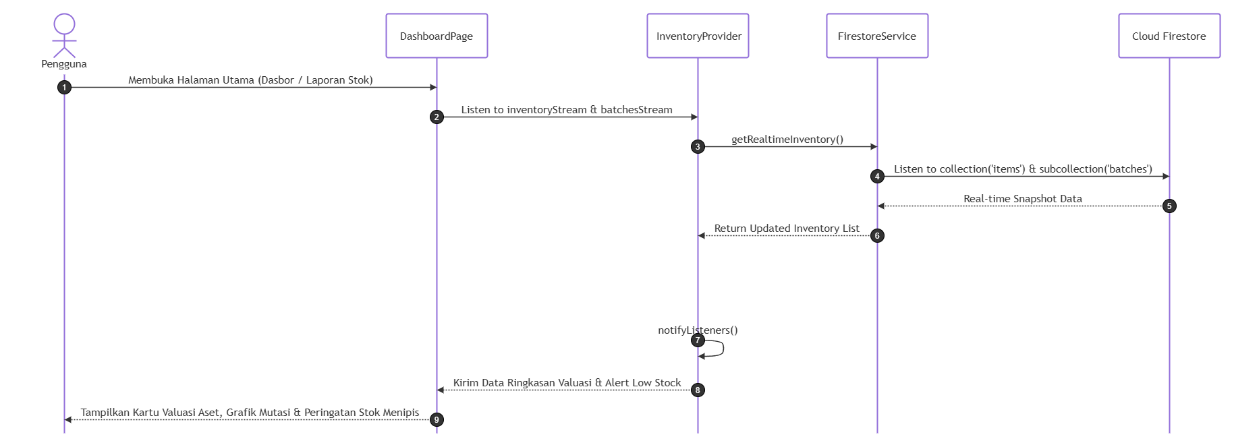 Pengguna
DashboardPage
InventoryProvider
FirestoreService
Cloud Firestore
1
Membuka Halaman Utama (Dasbor / Laporan Stok)
2
Listen to inventoryStream & batchesStream
3
getRealtimeInventory()
4
Listen to collection('items') & subcollection('batches')
Real-time Snapshot Data
5
Return Updated Inventory List
6
notifyListeners()
7
Kirim Data Ringkasan Valuasi & Alert Low Stock
8
Tampilkan Kartu Valuasi Aset, Grafik Mutasi & Peringatan Stok Menipis
9